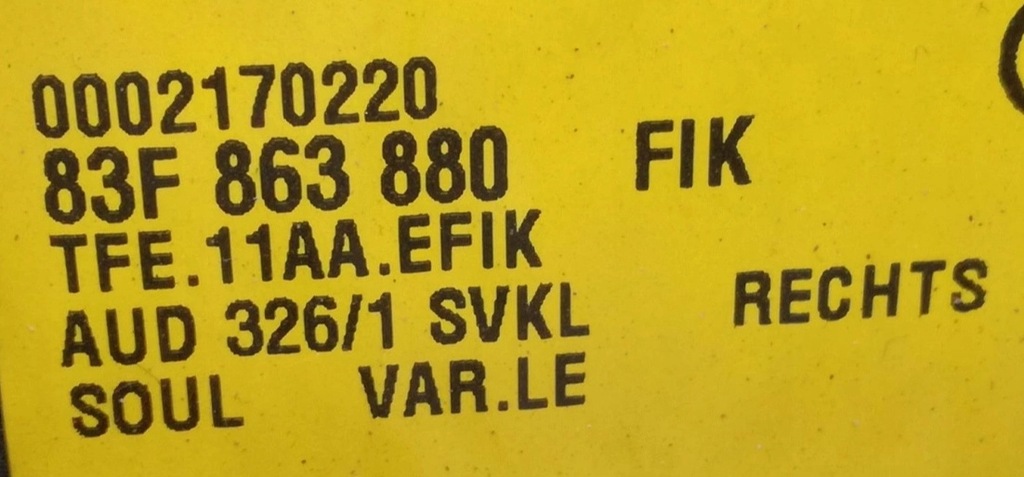 0002170220
83F 863 880 FIK
TFE.11AA.EFIK
AUD 326/1 SVKL RECHTS
SOUL VAR.LE